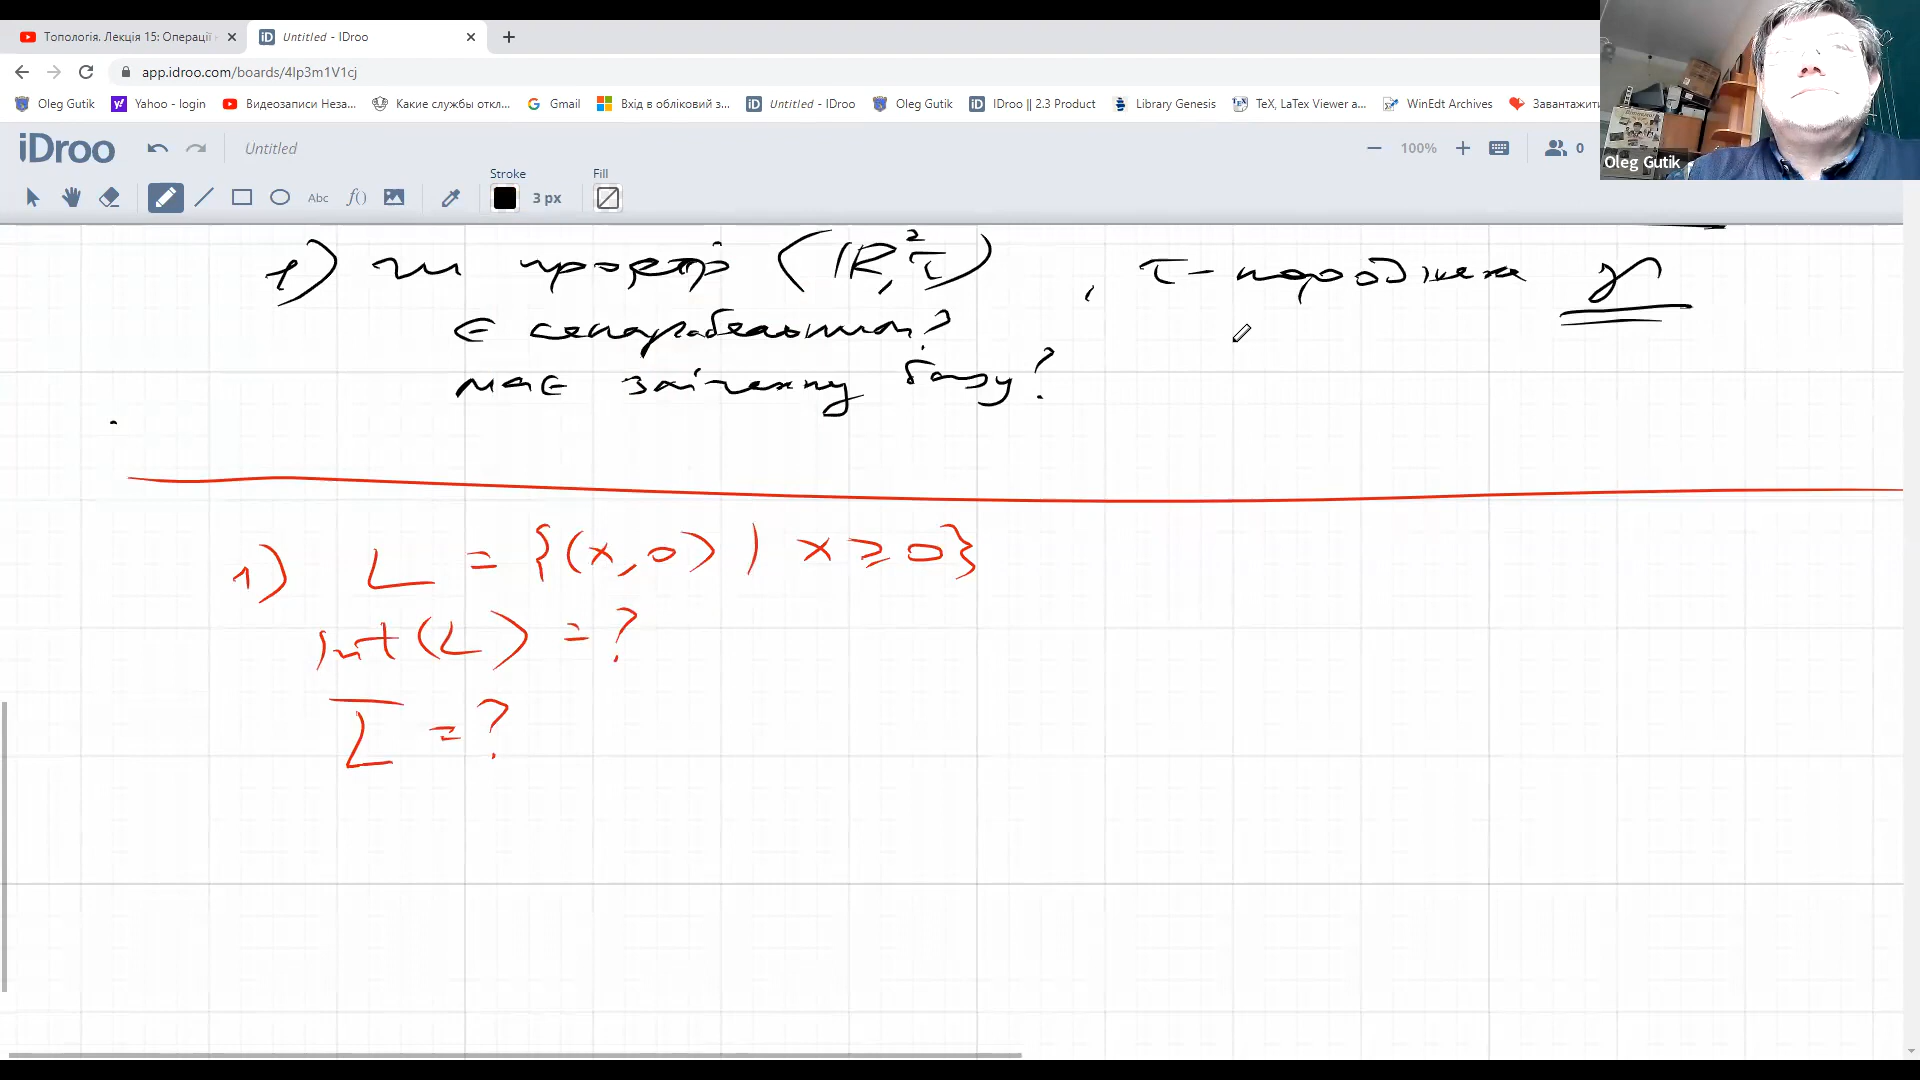 Топологія. Лекція 15: Операції
Untitled - IDroo
app.idroo.com/boards/4lp3m1V1cj
Oleg Gutik
Yahoo - login
Видеозаписи Неза...
Какие службы откл...
Gmail
Вхід в обліковий з...
Untitled - IDroo
Oleg Gutik
IDroo || 2.3 Product
Library Genesis
TeX, LaTex Viewer a...
WinEdt Archives
Завантажити
Oleg Gutik
iDroo
Untitled
100%
0
Stroke
Fill
Abc
f()
3 px
1) чи простір (ℝ², τ), τ - породжена
є сепарабельним?
має зліченну базу?
1) L = {(x, 0) | x ≥ 0}
Int(L) = ?
L̅ = ?